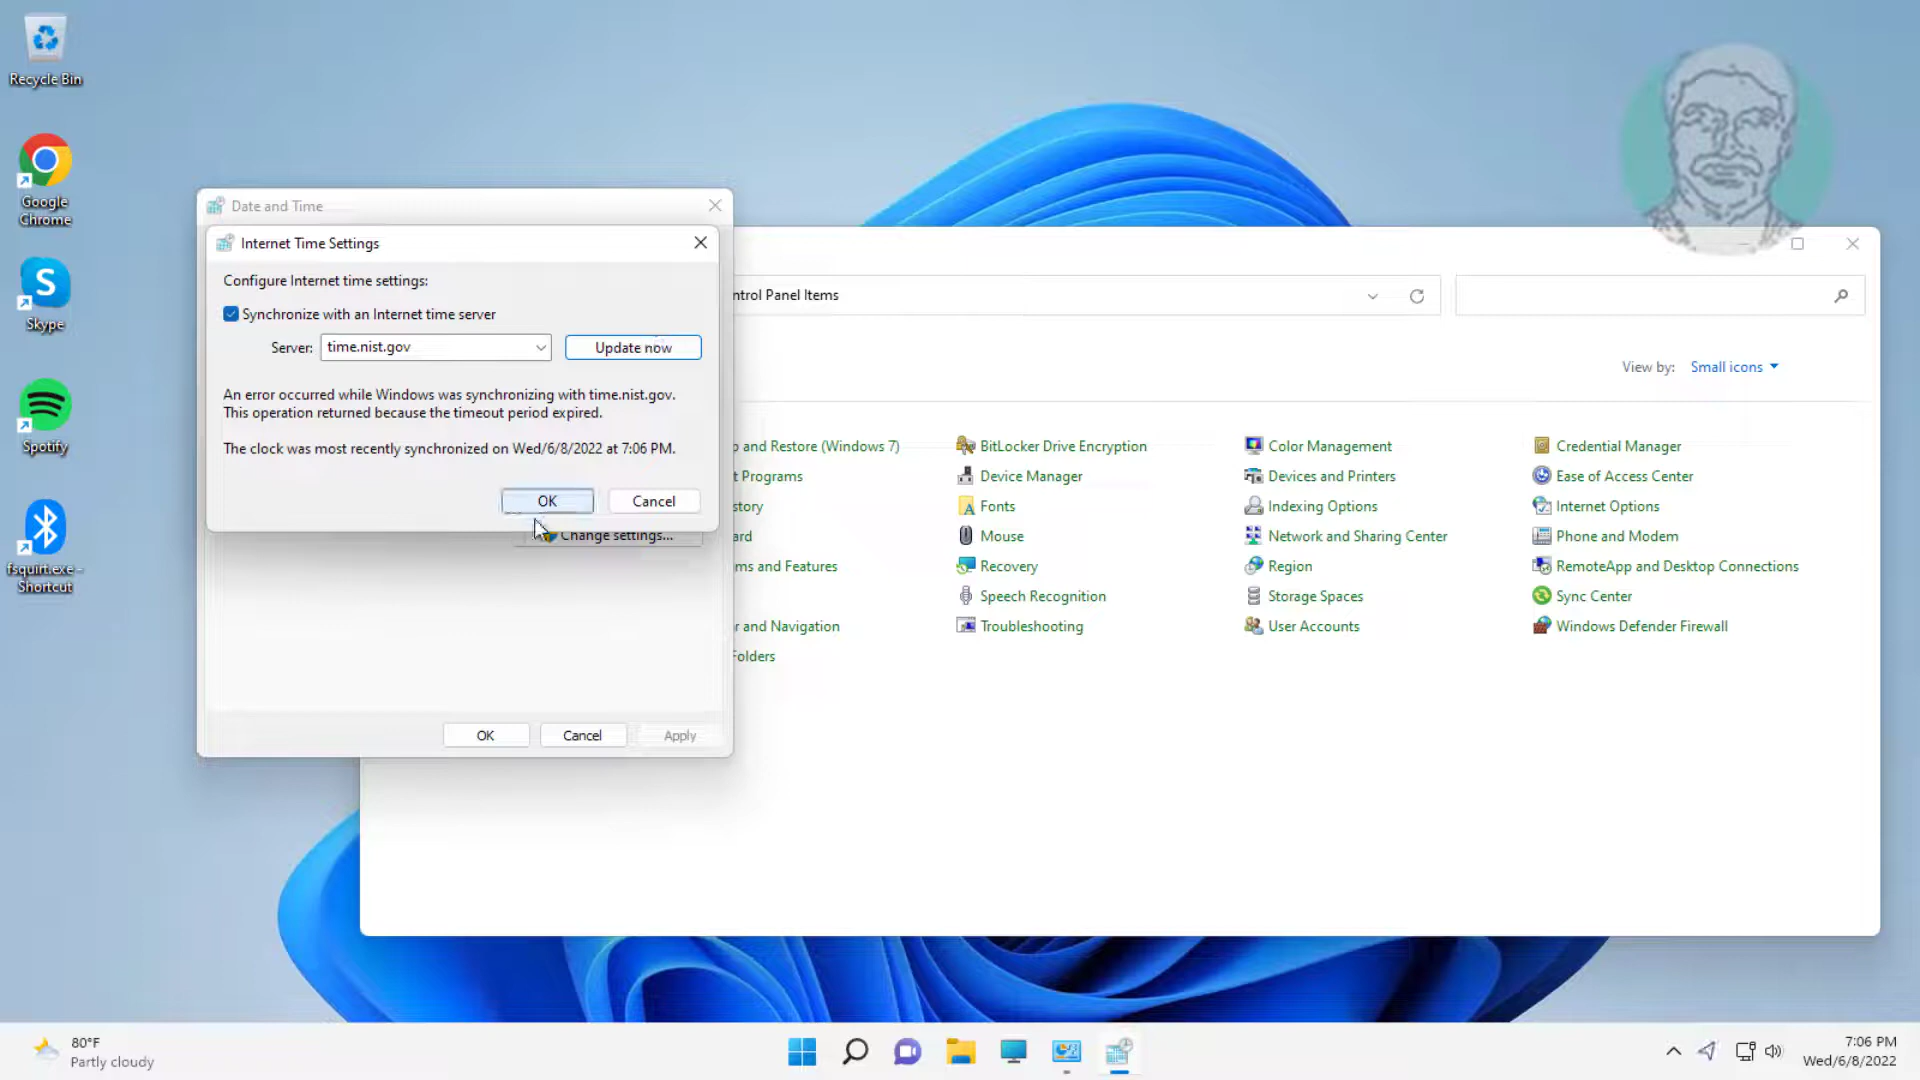 Recycle Bin
Google
Chrome
Skype
Spotify
fsquirt.exe -
Shortcut
Date and Time
Internet Time Settings
Configure Internet time settings:
Synchronize with an Internet time server
Server: time.nist.gov Update now
An error occurred while Windows was synchronizing with time.nist.gov.
This operation returned because the timeout period expired.
The clock was most recently synchronized on Wed/6/8/2022 at 7:06 PM.
OK Cancel
Change settings...
OK Cancel Apply
ntrol Panel Items
View by: Small icons
p and Restore (Windows 7) BitLocker Drive Encryption Color Management Credential Manager
t Programs Device Manager Devices and Printers Ease of Access Center
story Fonts Indexing Options Internet Options
ard Mouse Network and Sharing Center Phone and Modem
ms and Features Recovery Region RemoteApp and Desktop Connections
Speech Recognition Storage Spaces Sync Center
r and Navigation Troubleshooting User Accounts Windows Defender Firewall
Folders
80°F
Partly cloudy
7:06 PM
Wed/6/8/2022